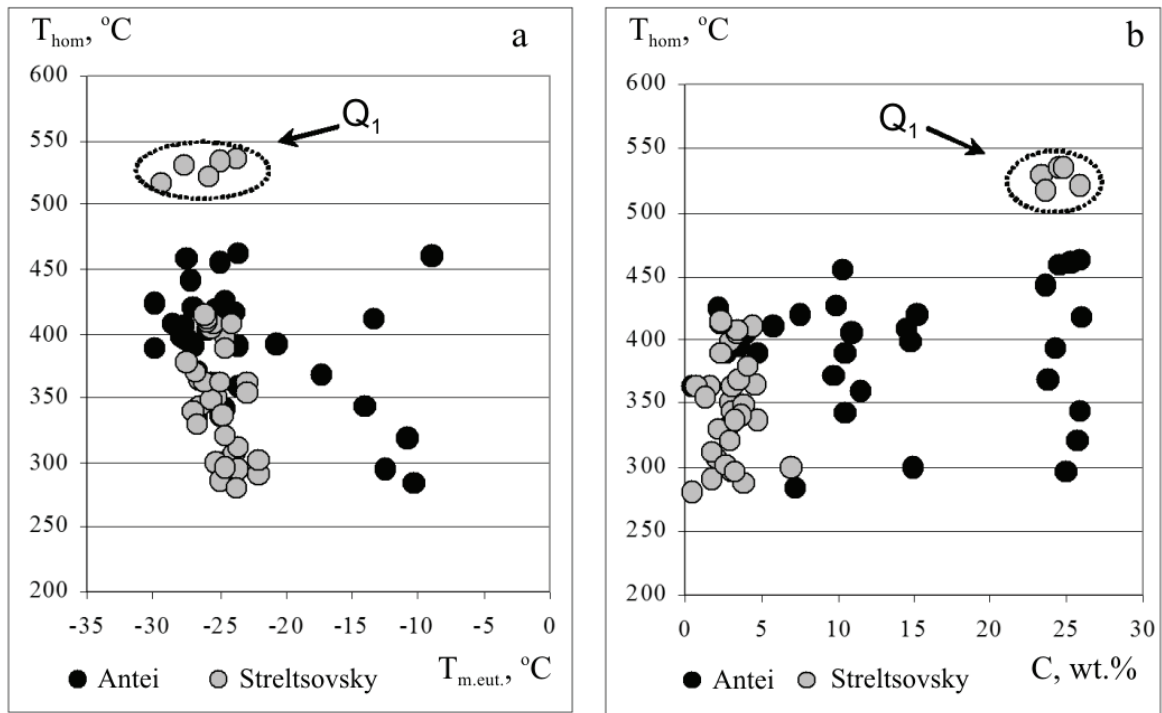 T_hom, °C
a
600
550
500
450
400
350
300
250
200
Q₁
-35 -30 -25 -20 -15 -10 -5 0
Antei Streltsovsky T_m.eut., °C
T_hom, °C
b
600
550
500
450
400
350
300
250
200
Q₁
0 5 10 15 20 25 30
Antei Streltsovsky C, wt.%